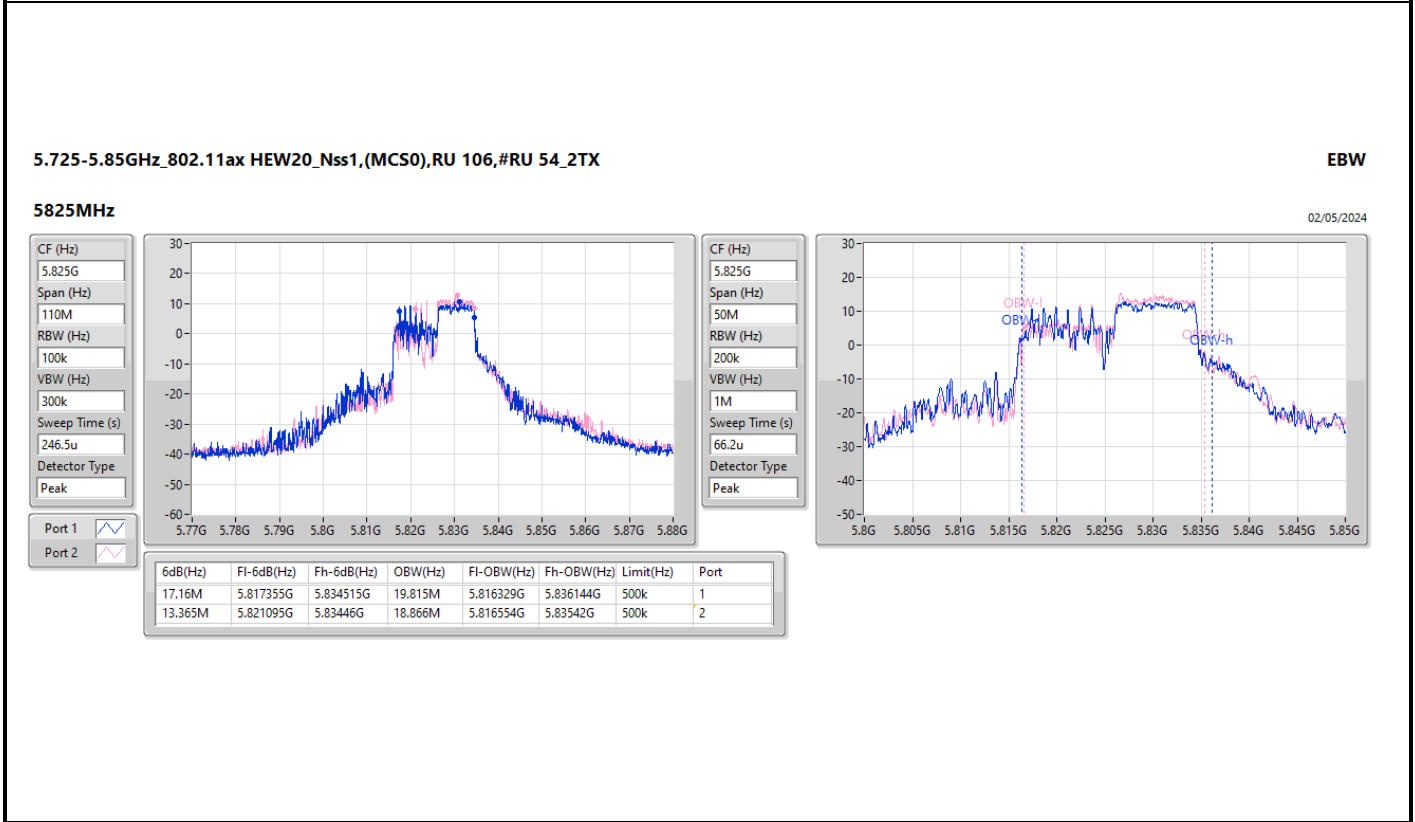 5.725-5.85GHz_802.11ax HEW20_Nss1,(MCS0),RU 106,#RU 54_2TX
EBW
5825MHz
02/05/2024
CF (Hz)
5.825G
Span (Hz)
110M
RBW (Hz)
100k
VBW (Hz)
300k
Sweep Time (s)
246.5u
Detector Type
Peak
Port 1
Port 2
30
20
10
0
-10
-20
-30
-40
-50
-60
5.77G 5.78G 5.79G 5.8G 5.81G 5.82G 5.83G 5.84G 5.85G 5.86G 5.87G 5.88G
CF (Hz)
5.825G
Span (Hz)
50M
RBW (Hz)
200k
VBW (Hz)
1M
Sweep Time (s)
66.2u
Detector Type
Peak
30
20
10
0
-10
-20
-30
-40
-50
OBW-l
OBW-h
5.8G 5.805G 5.81G 5.815G 5.82G 5.825G 5.83G 5.835G 5.84G 5.845G 5.85G
6dB(Hz) Fl-6dB(Hz) Fh-6dB(Hz) OBW(Hz) Fl-OBW(Hz) Fh-OBW(Hz) Limit(Hz) Port
17.16M 5.817355G 5.834515G 19.815M 5.816329G 5.836144G 500k 1
13.365M 5.821095G 5.83446G 18.866M 5.816554G 5.83542G 500k 2